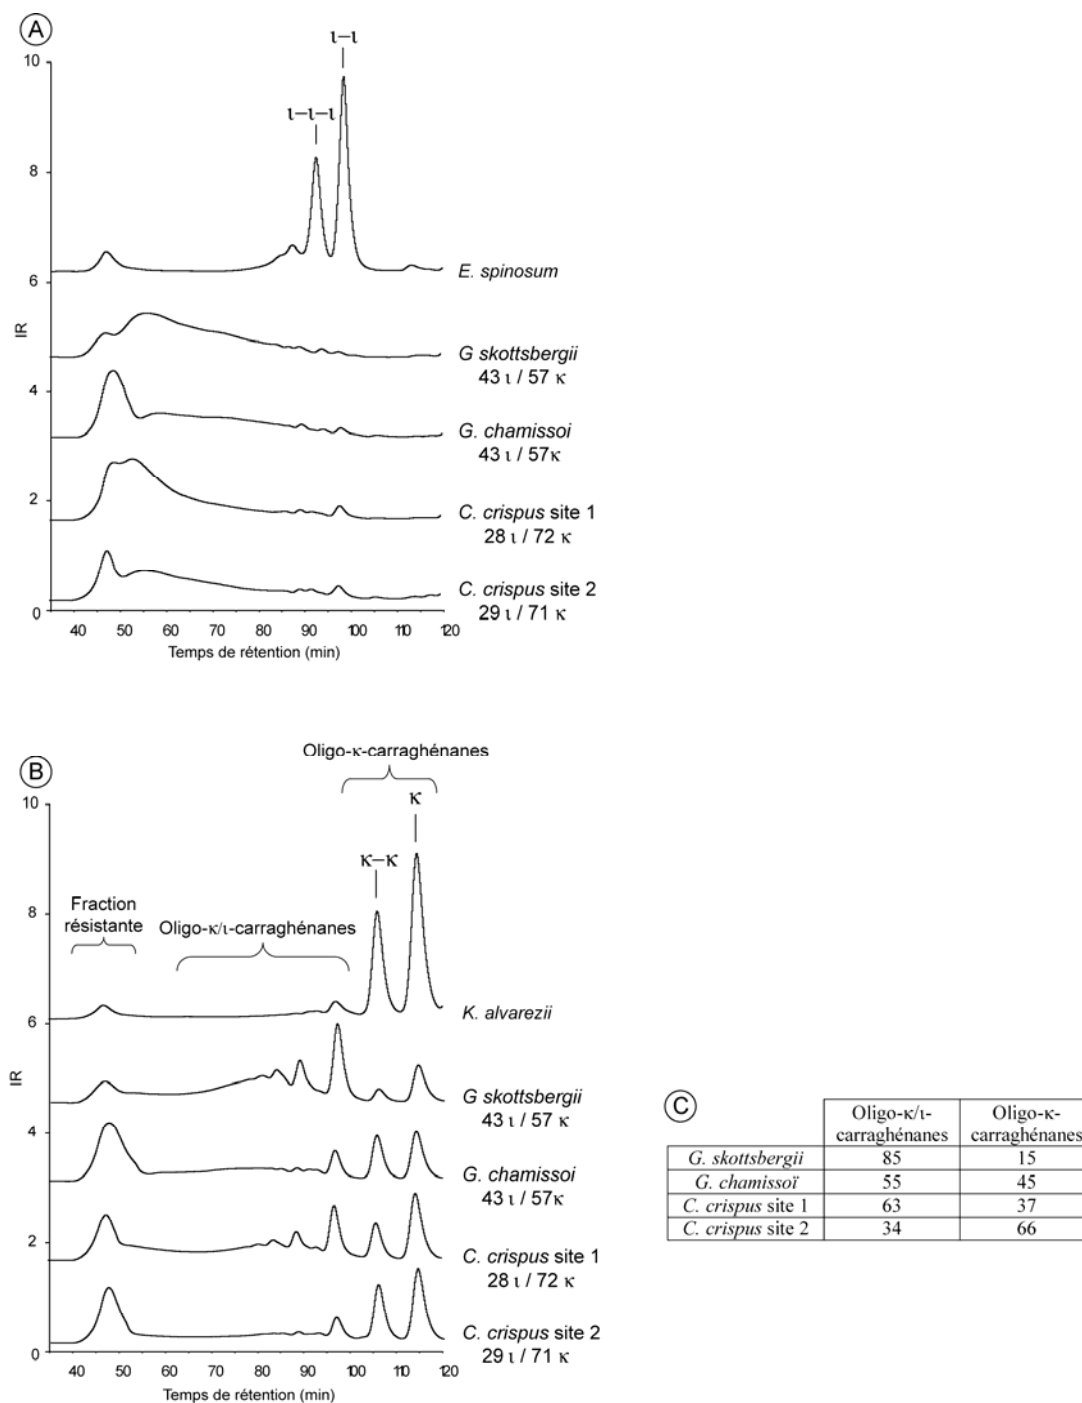 A
ι–ι
10
ι–ι–ι
8
E. spinosum
6
IR
G skottsbergii
43 ι / 57 κ
4
G. chamissoi
43 ι / 57κ
2
C. crispus site 1
28 ι / 72 κ
C. crispus site 2
29 ι / 71 κ
0
40 50 60 70 80 90 100 110 120
Temps de rétention (min)
Oligo-κ-carraghénanes
B
10
κ
κ–κ
Fraction
résistante
Oligo-κ/ι-carraghénanes
8
K. alvarezii
6
IR
G skottsbergii
43 ι / 57 κ
4
G. chamissoi
43 ι / 57κ
2
C. crispus site 1
28 ι / 72 κ
C. crispus site 2
29 ι / 71 κ
0
40 50 60 70 80 90 100 110 120
Temps de rétention (min)
C
Oligo-κ/ι-
carraghénanes
Oligo-κ-
carraghénanes
G. skottsbergii 85 15
G. chamissoï 55 45
C. crispus site 1 63 37
C. crispus site 2 34 66